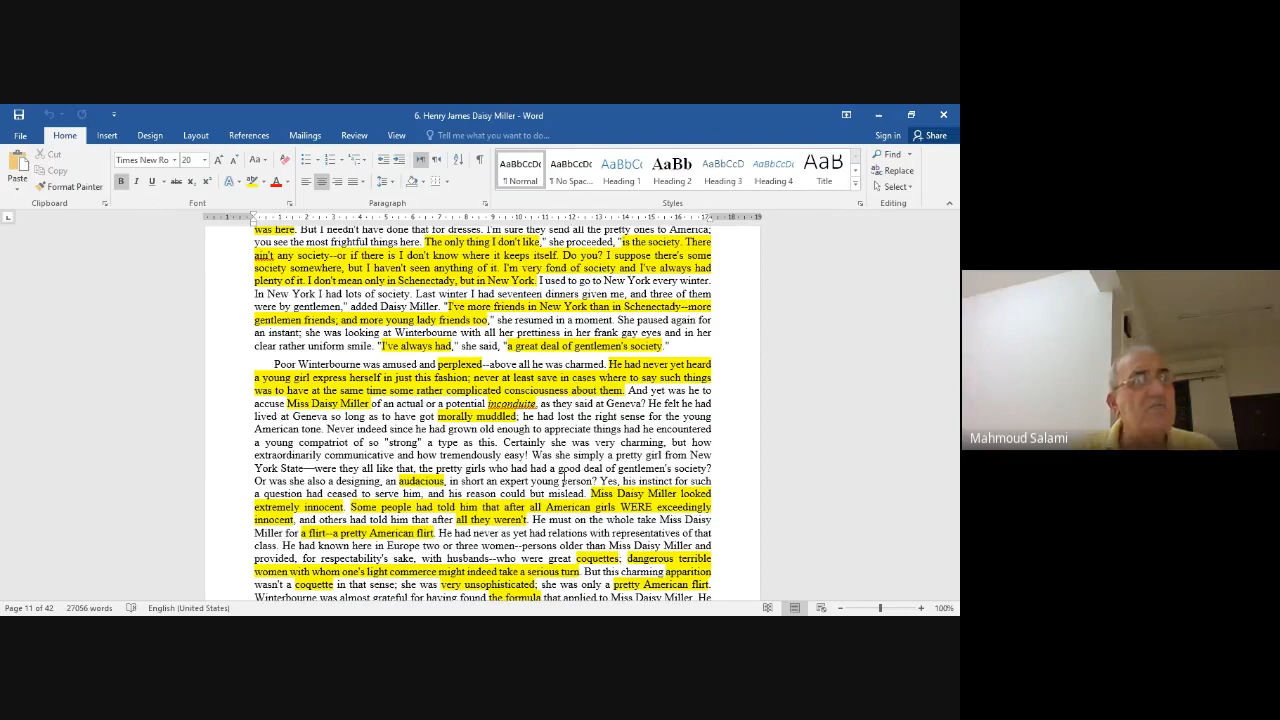 6. Henry James Daisy Miller - Word
File Home Insert Design Layout References Mailings Review View Tell me what you want to do... Sign in Share
Paste Cut Copy Format Painter
Clipboard
Times New Ro 20 Aa
B I U abc X₂ X² A A
Font
Paragraph
AaBbCcDc AaBbCcDc AaBbC AaBb AaBbCcD AaBbCcD AaB
¶ Normal ¶ No Spac... Heading 1 Heading 2 Heading 3 Heading 4 Title
Styles
Find
Replace
Select
Editing
1 1 2 3 4 5 6 7 8 9 10 11 12 13 14 15 16 17 18 19
was here. But I needn't have done that for dresses. I'm sure they send all the pretty ones to America;
you see the most frightful things here. The only thing I don't like," she proceeded, "is the society. There
ain't any society--or if there is I don't know where it keeps itself. Do you? I suppose there's some
society somewhere, but I haven't seen anything of it. I'm very fond of society and I've always had
plenty of it. I don't mean only in Schenectady, but in New York. I used to go to New York every winter.
In New York I had lots of society. Last winter I had seventeen dinners given me, and three of them
were by gentlemen," added Daisy Miller. "I've more friends in New York than in Schenectady--more
gentlemen friends; and more young lady friends too," she resumed in a moment. She paused again for
an instant; she was looking at Winterbourne with all her prettiness in her frank gay eyes and in her
clear rather uniform smile. "I've always had," she said, "a great deal of gentlemen's society."
Poor Winterbourne was amused and perplexed--above all he was charmed. He had never yet heard
a young girl express herself in just this fashion; never at least save in cases where to say such things
was to have at the same time some rather complicated consciousness about them. And yet was he to
accuse Miss Daisy Miller of an actual or a potential inconduite, as they said at Geneva? He felt he had
lived at Geneva so long as to have got morally muddled; he had lost the right sense for the young
American tone. Never indeed since he had grown old enough to appreciate things had he encountered
a young compatriot of so "strong" a type as this. Certainly she was very charming, but how
extraordinarily communicative and how tremendously easy! Was she simply a pretty girl from New
York State—were they all like that, the pretty girls who had had a good deal of gentlemen's society?
Or was she also a designing, an audacious, in short an expert young person? Yes, his instinct for such
a question had ceased to serve him, and his reason could but mislead. Miss Daisy Miller looked
extremely innocent. Some people had told him that after all American girls WERE exceedingly
innocent, and others had told him that after all they weren't. He must on the whole take Miss Daisy
Miller for a flirt--a pretty American flirt. He had never as yet had relations with representatives of that
class. He had known here in Europe two or three women--persons older than Miss Daisy Miller and
provided, for respectability's sake, with husbands--who were great coquettes; dangerous terrible
women with whom one's light commerce might indeed take a serious turn. But this charming apparition
wasn't a coquette in that sense; she was very unsophisticated; she was only a pretty American flirt.
Winterbourne was almost grateful for having found the formula that applied to Miss Daisy Miller. He
Page 11 of 42 27056 words English (United States) 100%
Mahmoud Salami